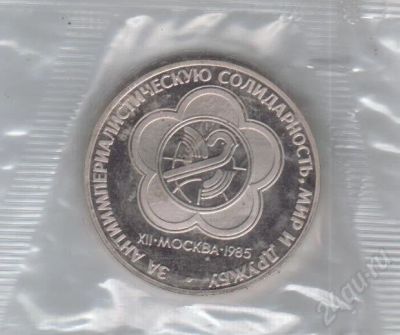 ЗА АНТИИМПЕРИАЛИСТИЧЕСКУЮ СОЛИДАРНОСТЬ, МИР И ДРУЖБУ
XII·МОСКВА·1985
24au.ru